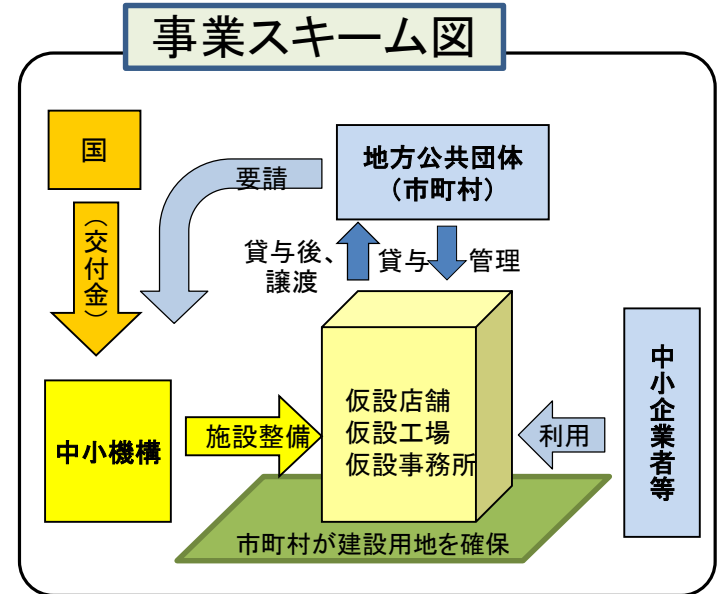 事業スキーム図
国
地方公共団体
（市町村）
要請
（交付金）
貸与後、
譲渡
貸与
管理
中小機構
施設整備
仮設店舗
仮設工場
仮設事務所
利用
中小企業者等
市町村が建設用地を確保